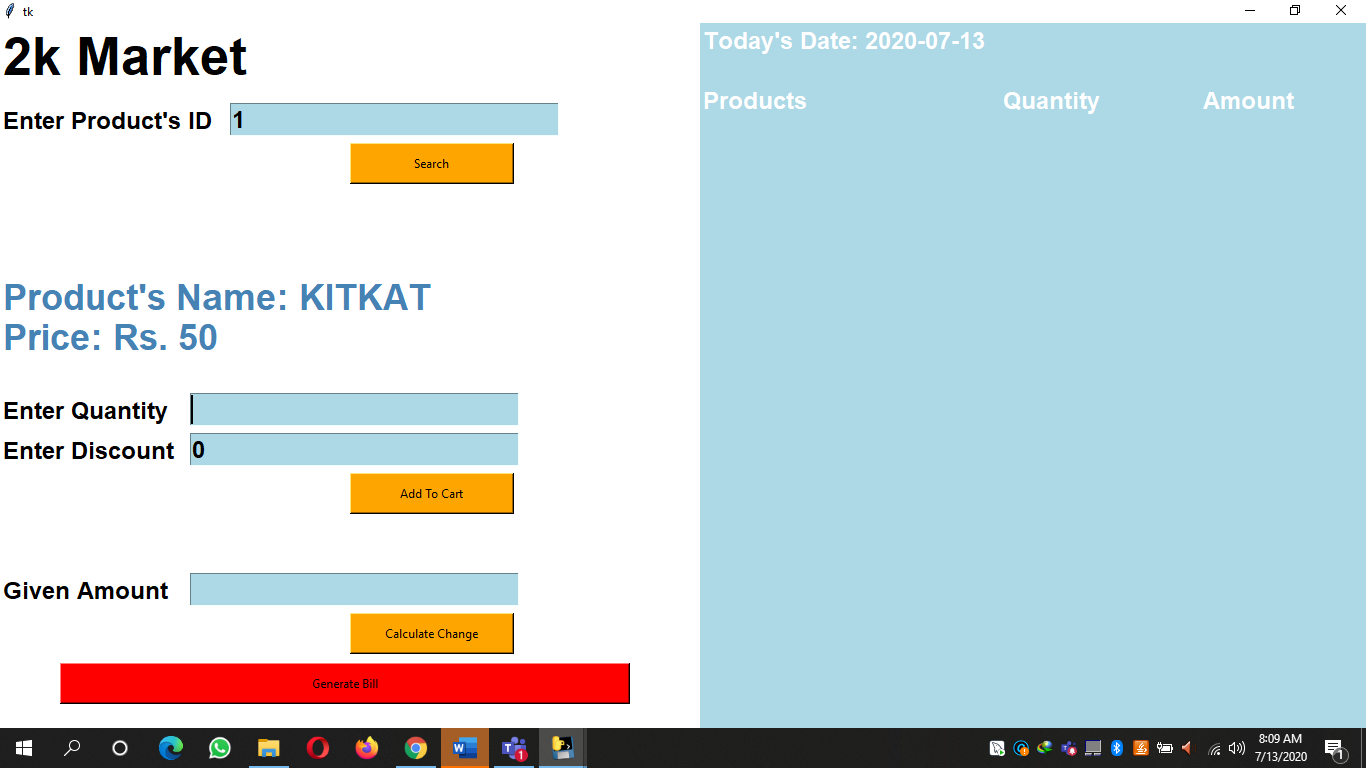 tk
2k Market
Enter Product's ID 1
Search
Product's Name: KITKAT
Price: Rs. 50
Enter Quantity
Enter Discount 0
Add To Cart
Given Amount
Calculate Change
Generate Bill
Today's Date: 2020-07-13
Products Quantity Amount
8:09 AM
7/13/2020
1
1